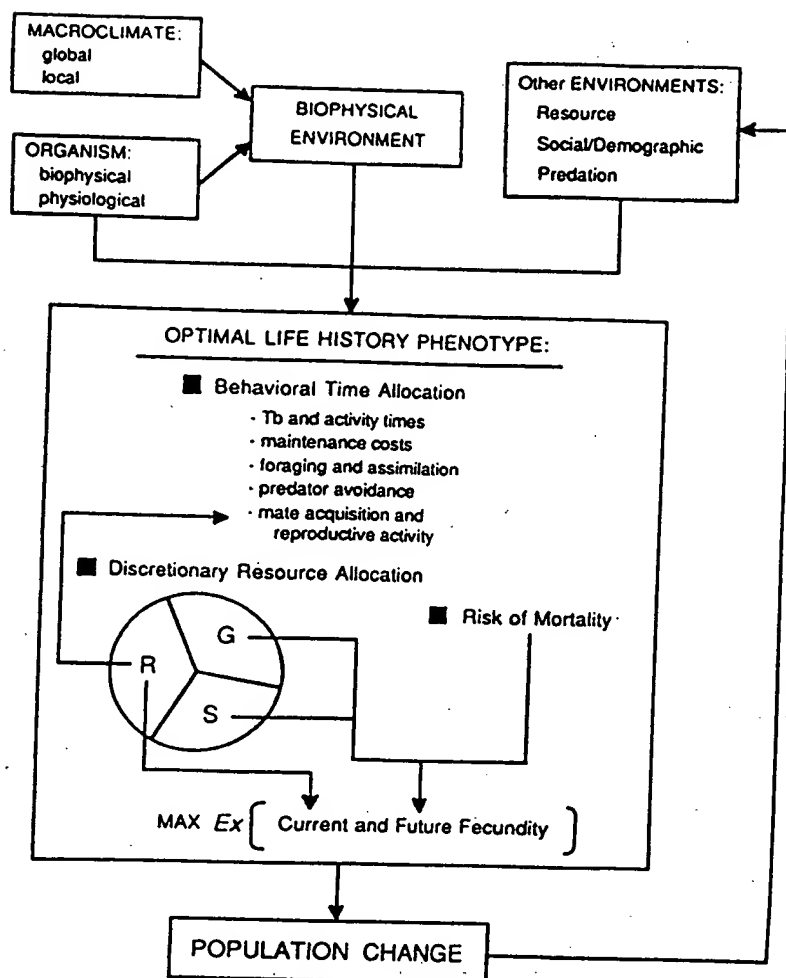 MACROCLIMATE:
global
local
ORGANISM:
biophysical
physiological
BIOPHYSICAL
ENVIRONMENT
Other ENVIRONMENTS:
Resource
Social/Demographic
Predation
OPTIMAL LIFE HISTORY PHENOTYPE:
■ Behavioral Time Allocation
· Tb and activity times
· maintenance costs
· foraging and assimilation
· predator avoidance
· mate acquisition and
reproductive activity
■ Discretionary Resource Allocation
■ Risk of Mortality
G
R
S
MAX Ex [ Current and Future Fecundity ]
POPULATION CHANGE